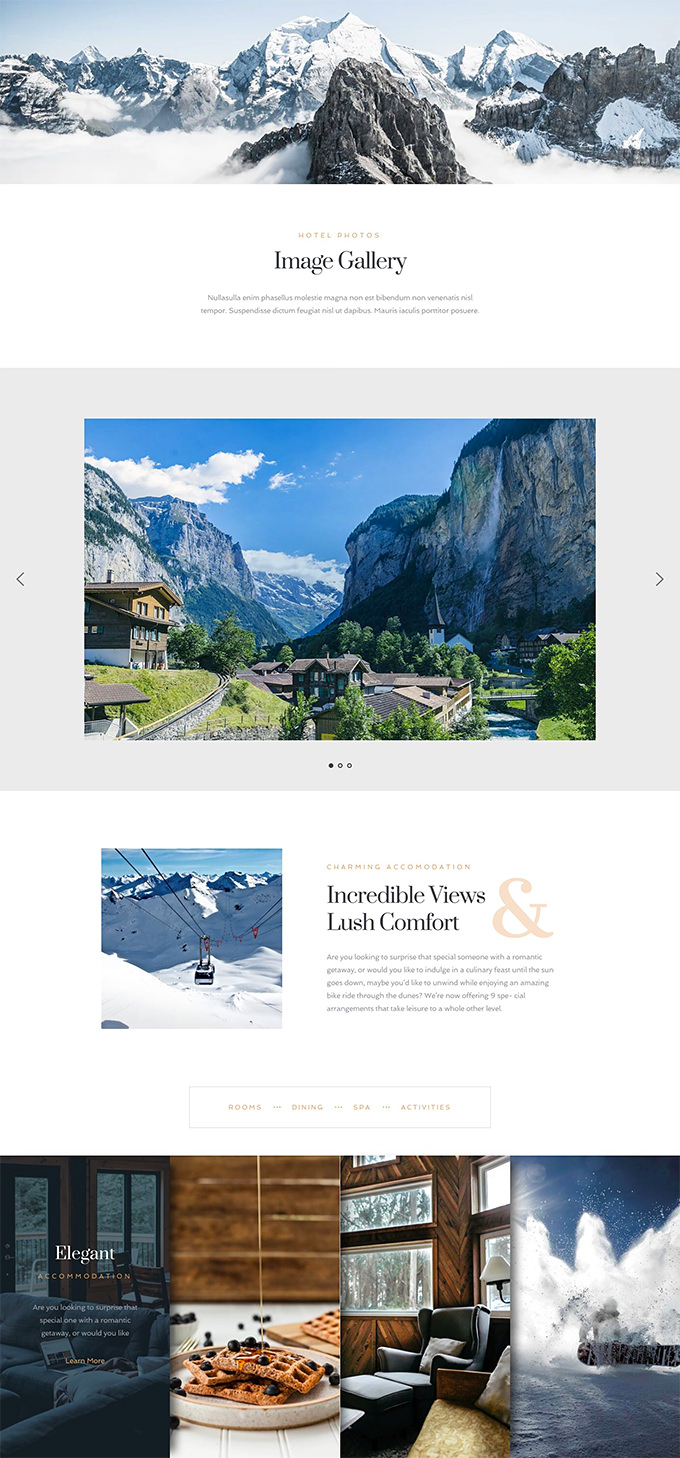 HOTEL PHOTOS
Image Gallery
Nullasulla enim phasellus molestie magna non est bibendum non venenatis nisl
tempor. Suspendisse dictum feugiat nisl ut dapibus. Mauris iaculis porttitor posuere.
CHARMING ACCOMODATION
Incredible Views &
Lush Comfort
Are you looking to surprise that special someone with a romantic
getaway, or would you like to indulge in a culinary feast until the sun
goes down, maybe you'd like to unwind while enjoying an amazing
bike ride through the dunes? We're now offering 9 spe- cial
arrangements that take leisure to a whole other level.
ROOMS ••• DINING ••• SPA ••• ACTIVITIES
Elegant
ACCOMMODATION
Are you looking to surprise that
special one with a romantic
getaway, or would you like
Learn More